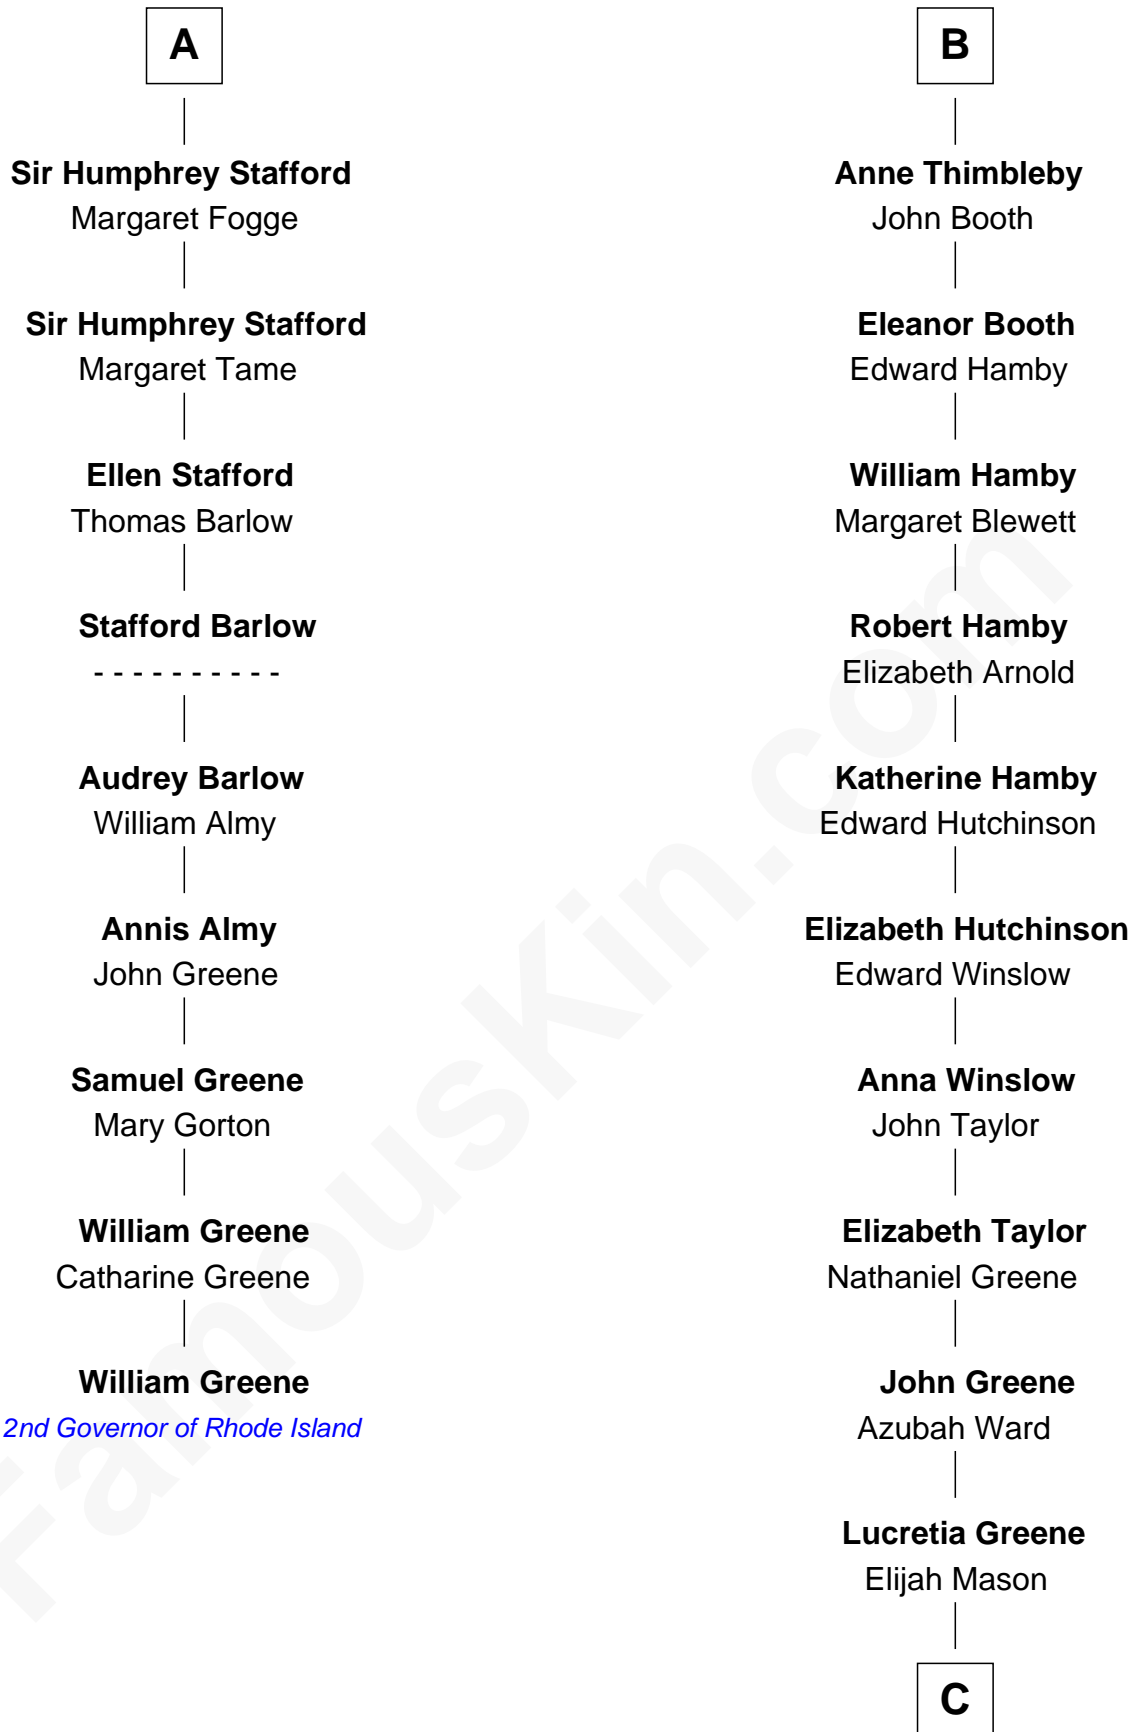 A
Sir Humphrey Stafford
Margaret Fogge
Sir Humphrey Stafford
Margaret Tame
Ellen Stafford
Thomas Barlow
Stafford Barlow
- - - - - - - - - -
Audrey Barlow
William Almy
Annis Almy
John Greene
Samuel Greene
Mary Gorton
William Greene
Catharine Greene
William Greene
2nd Governor of Rhode Island
B
Anne Thimbleby
John Booth
Eleanor Booth
Edward Hamby
William Hamby
Margaret Blewett
Robert Hamby
Elizabeth Arnold
Katherine Hamby
Edward Hutchinson
Elizabeth Hutchinson
Edward Winslow
Anna Winslow
John Taylor
Elizabeth Taylor
Nathaniel Greene
John Greene
Azubah Ward
Lucretia Greene
Elijah Mason
C
FamousKin.com